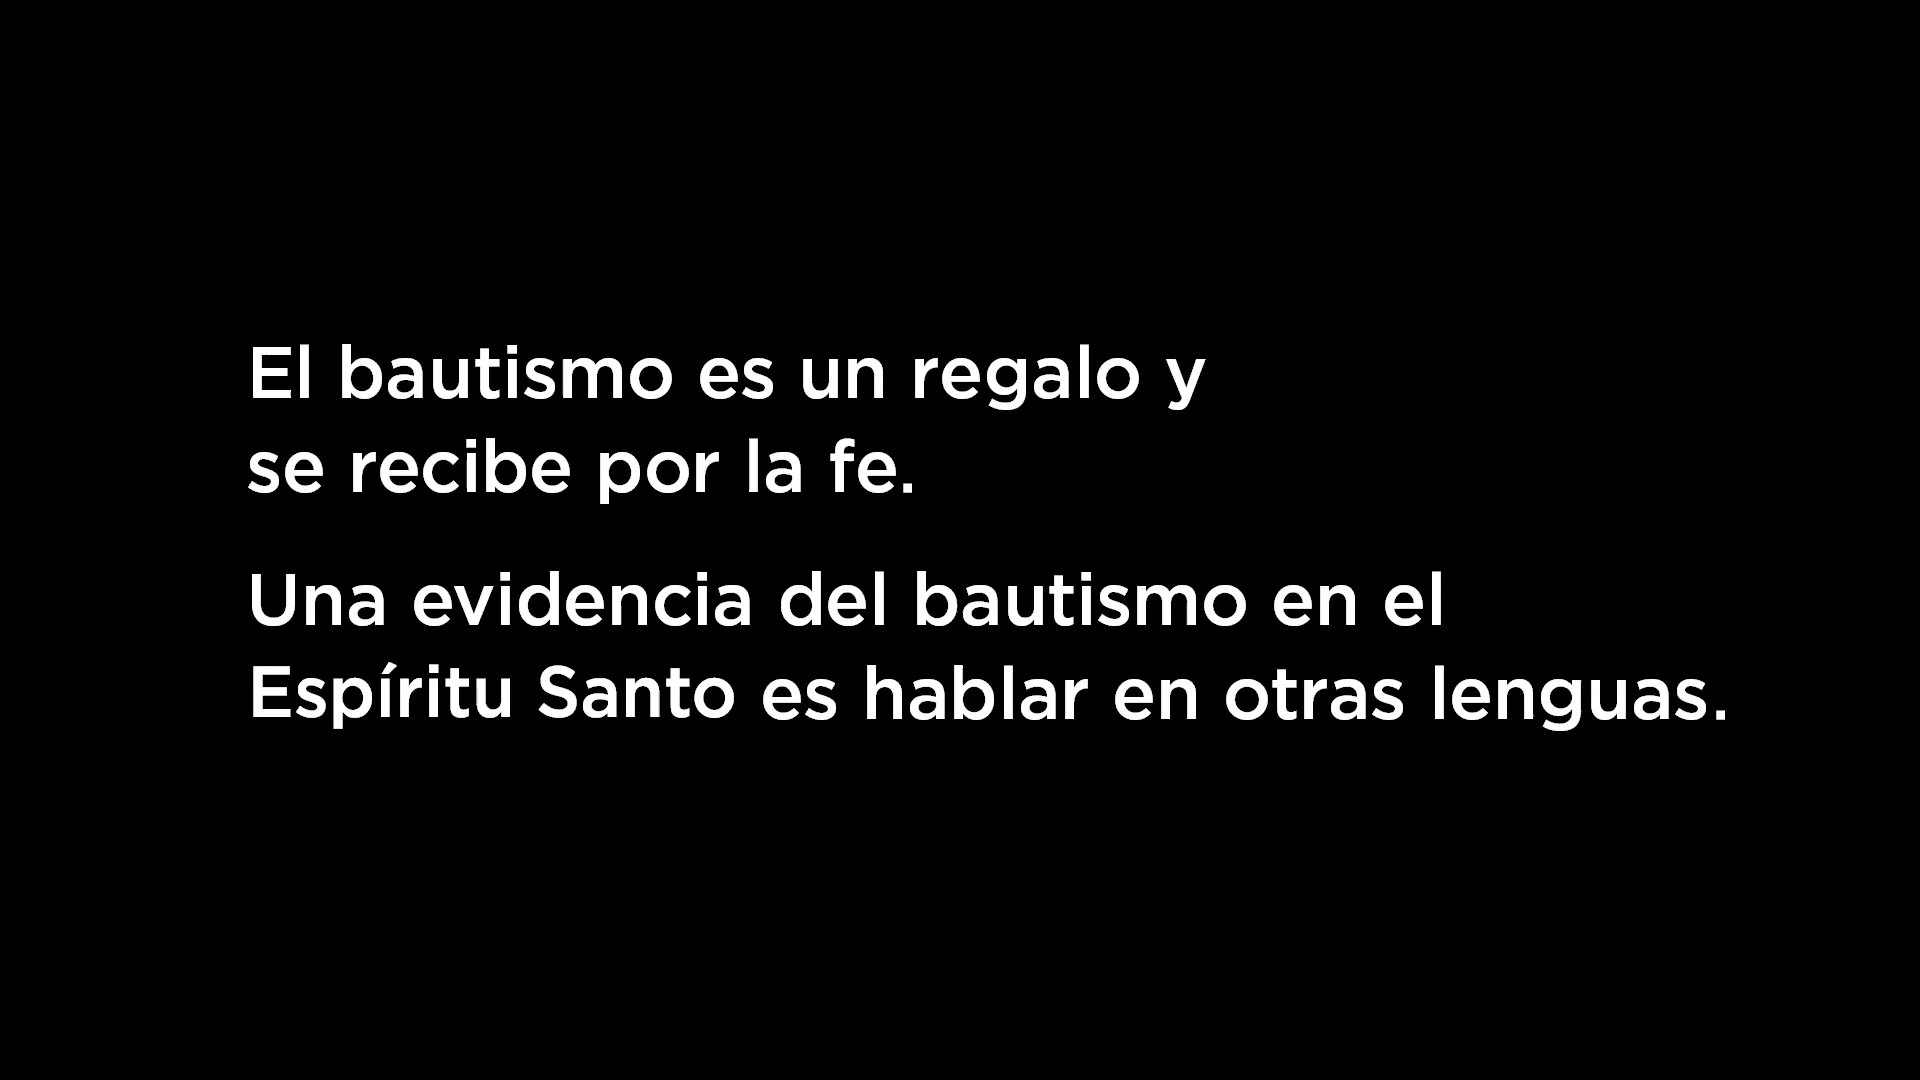 El bautismo es un regalo y
se recibe por la fe.
Una evidencia del bautismo en el
Espíritu Santo es hablar en otras lenguas.